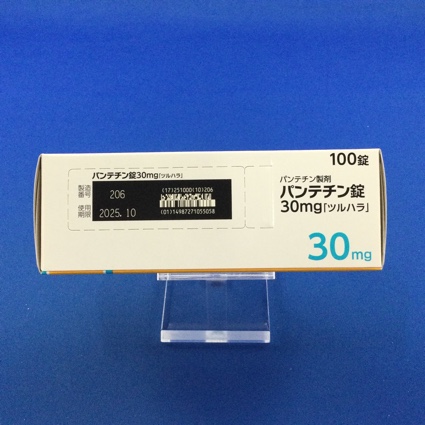 100錠
パンテチン製剤
パンテチン錠
30mg「ツルハラ」
30mg
パンテチン錠30mg「ツルハラ」
製造番号 206
使用期限 2025.10
(17)251000(10)206
(01)14987271055058